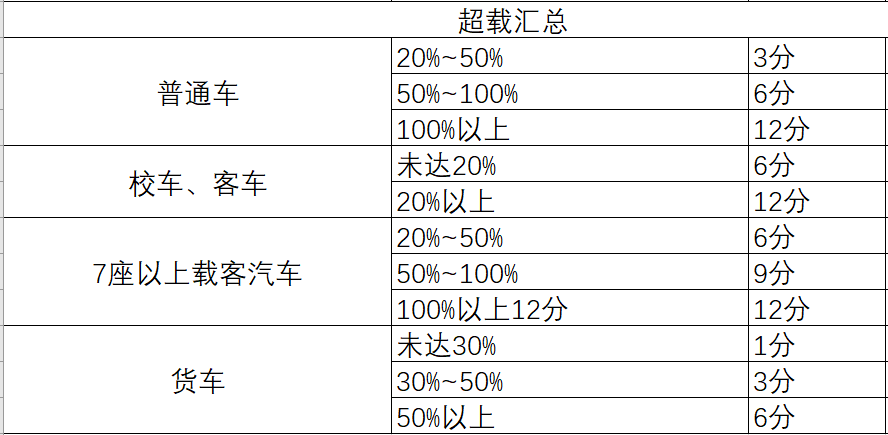 超载汇总
普通车
20%~50% 3分
50%~100% 6分
100%以上 12分
校车、客车
未达20% 6分
20%以上 12分
7座以上载客汽车
20%~50% 6分
50%~100% 9分
100%以上12分 12分
货车
未达30% 1分
30%~50% 3分
50%以上 6分